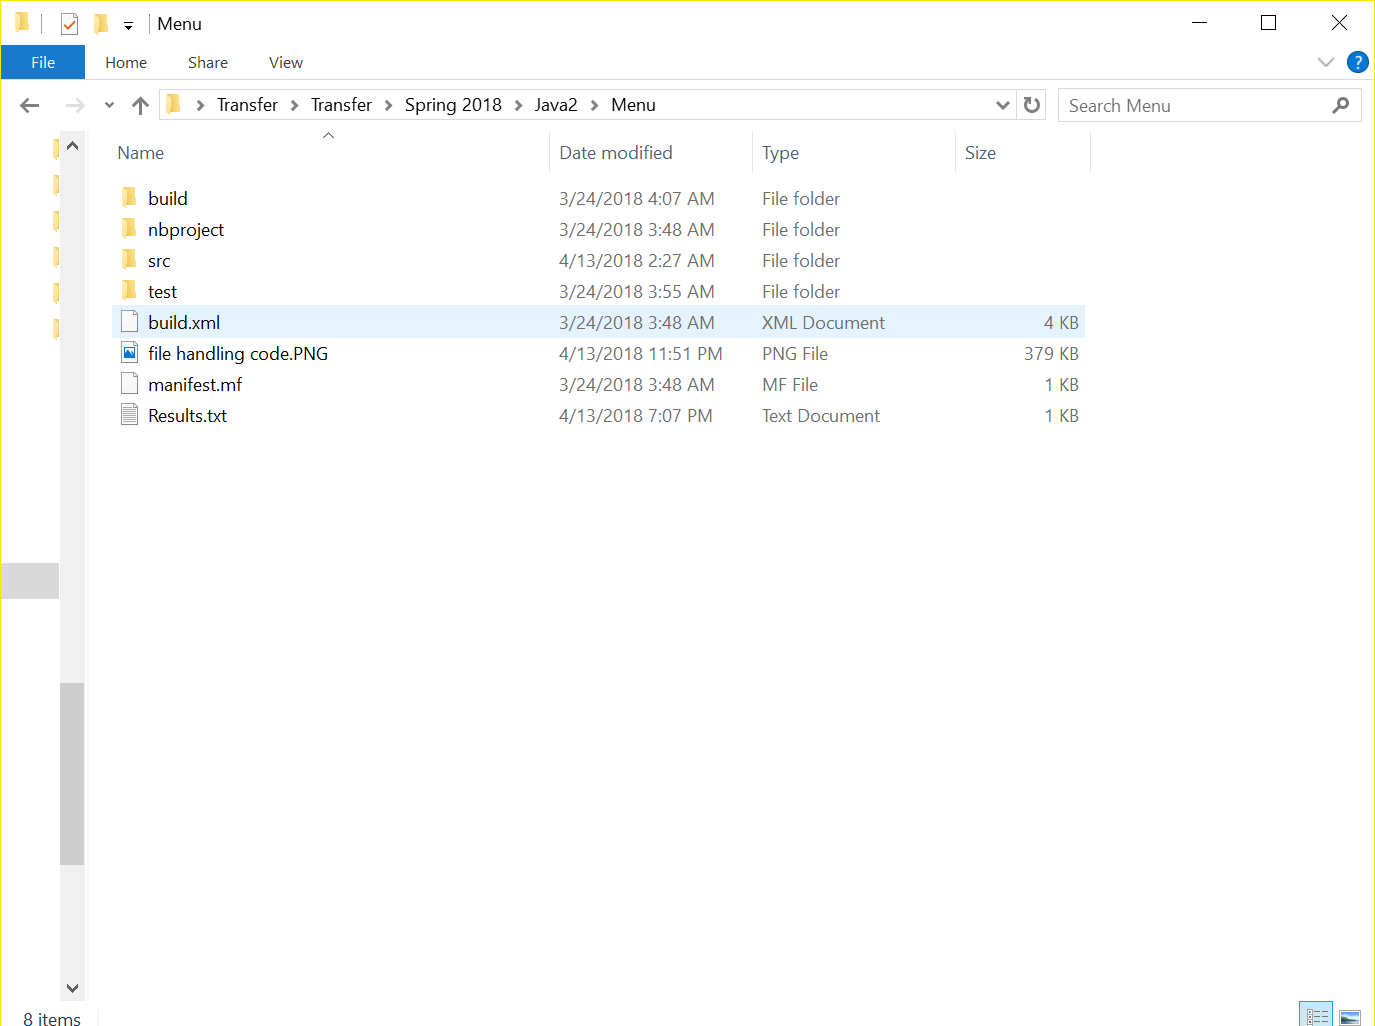 Menu
File Home Share View ?
Transfer Transfer Spring 2018 Java2 Menu Search Menu
Name Date modified Type Size
build 3/24/2018 4:07 AM File folder
nbproject 3/24/2018 3:48 AM File folder
src 4/13/2018 2:27 AM File folder
test 3/24/2018 3:55 AM File folder
build.xml 3/24/2018 3:48 AM XML Document 4 KB
file handling code.PNG 4/13/2018 11:51 PM PNG File 379 KB
manifest.mf 3/24/2018 3:48 AM MF File 1 KB
Results.txt 4/13/2018 7:07 PM Text Document 1 KB
8 items